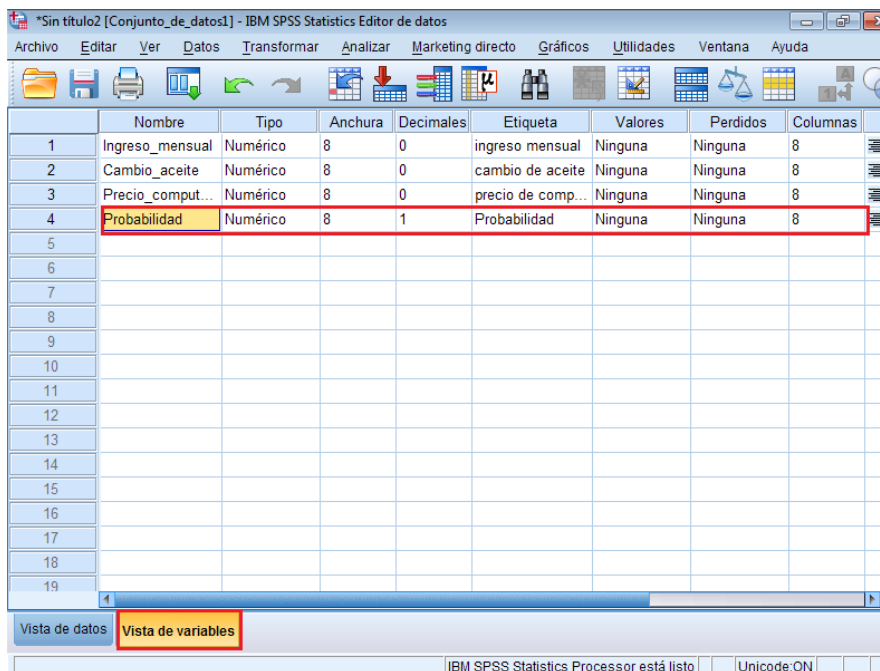 *Sin título2 [Conjunto_de_datos1] - IBM SPSS Statistics Editor de datos
Archivo Editar Ver Datos Transformar Analizar Marketing directo Gráficos Utilidades Ventana Ayuda
Nombre Tipo Anchura Decimales Etiqueta Valores Perdidos Columnas
1 Ingreso_mensual Numérico 8 0 ingreso mensual Ninguna Ninguna 8
2 Cambio_aceite Numérico 8 0 cambio de aceite Ninguna Ninguna 8
3 Precio_comput... Numérico 8 0 precio de comp... Ninguna Ninguna 8
4 Probabilidad Numérico 8 1 Probabilidad Ninguna Ninguna 8
5
6
7
8
9
10
11
12
13
14
15
16
17
18
19
Vista de datos Vista de variables
IBM SPSS Statistics Processor está listo Unicode:ON